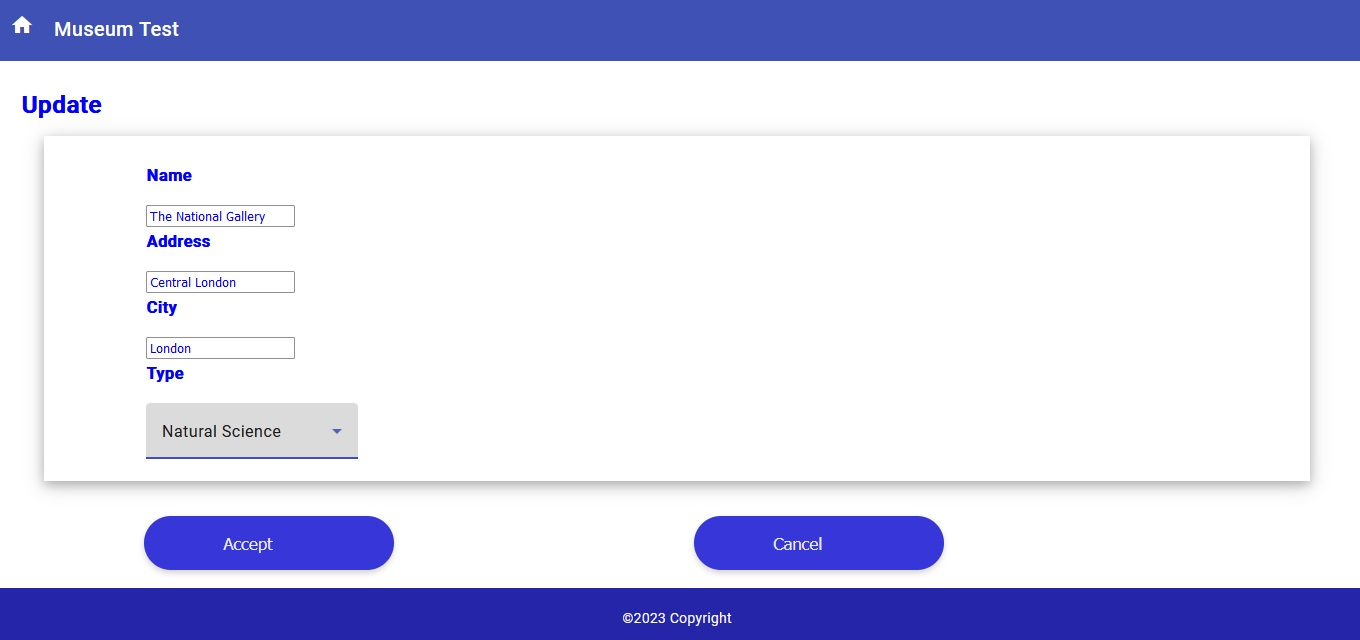 Museum Test
Update
Name
The National Gallery
Address
Central London
City
London
Type
Natural Science
Accept
Cancel
©2023 Copyright